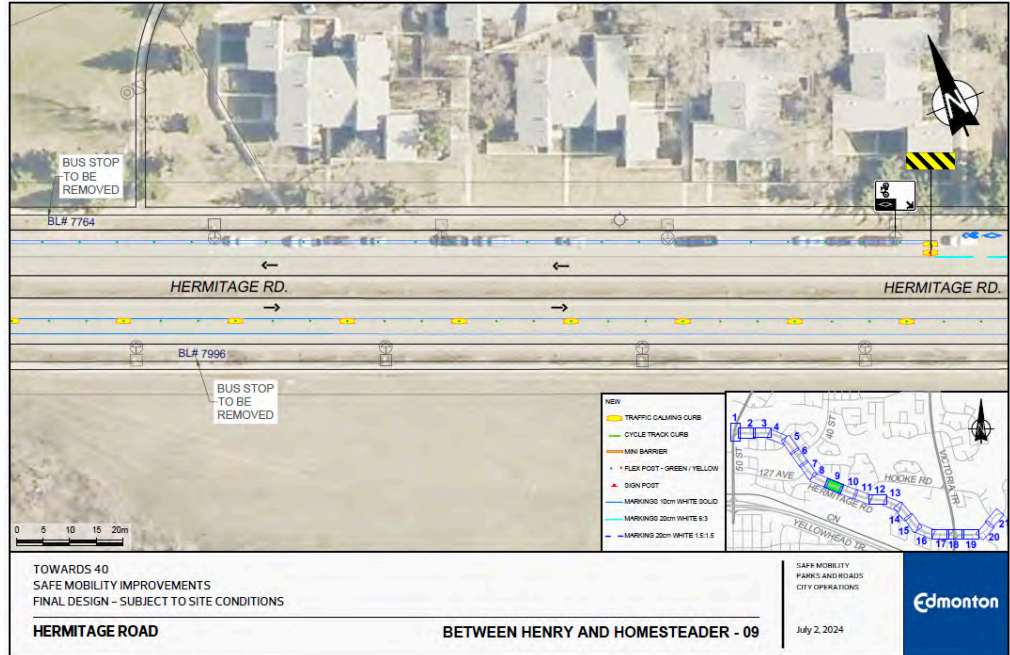 BUS STOP
TO BE
REMOVED
BL# 7764
N
HERMITAGE RD.
HERMITAGE RD.
BL# 7996
BUS STOP
TO BE
REMOVED
0 5 10 15 20m
NEW
TRAFFIC CALMING CURB
CYCLE TRACK CURB
MINI BARRIER
FLEX POST - GREEN / YELLOW
SIGN POST
MARKINGS 10cm WHITE SOLID
MARKINGS 20cm WHITE 6:3
MARKING 20cm WHITE 1.5:1.5
1
2
3
4
5
6
7
8
9
10
11
12
13
14
15
16
17
18
19
20
21
50 ST
40 ST
127 AVE
HERMITAGE RD
HOOKE RD
VICTORIA TR
CN
YELLOWHEAD TR
TOWARDS 40
SAFE MOBILITY IMPROVEMENTS
FINAL DESIGN – SUBJECT TO SITE CONDITIONS
HERMITAGE ROAD
BETWEEN HENRY AND HOMESTEADER - 09
SAFE MOBILITY
PARKS AND ROADS
CITY OPERATIONS
July 2, 2024
Edmonton